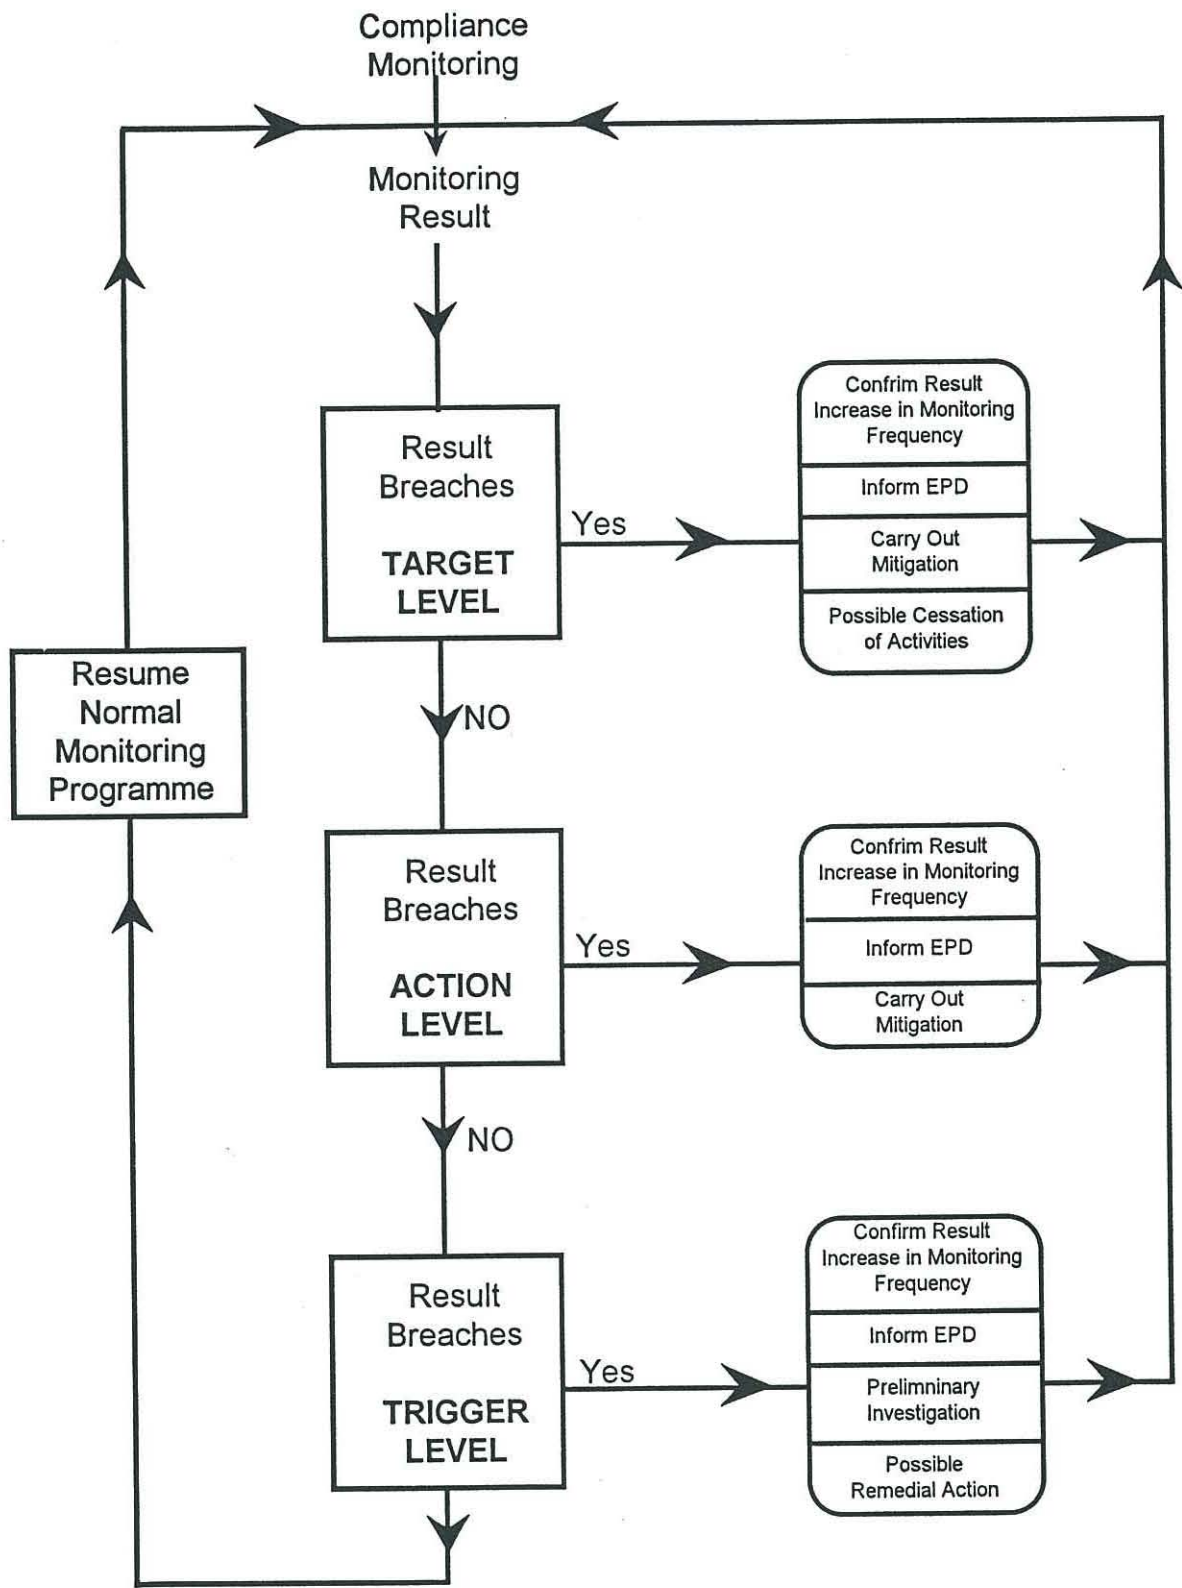 Compliance
Monitoring
Monitoring
Result
Result
Breaches
TARGET
LEVEL
Yes
Confrim Result
Increase in Monitoring
Frequency
Inform EPD
Carry Out
Mitigation
Possible Cessation
of Activities
NO
Resume
Normal
Monitoring
Programme
Result
Breaches
ACTION
LEVEL
Yes
Confrim Result
Increase in Monitoring
Frequency
Inform EPD
Carry Out
Mitigation
NO
Result
Breaches
TRIGGER
LEVEL
Yes
Confirm Result
Increase in Monitoring
Frequency
Inform EPD
Prelimninary
Investigation
Possible
Remedial Action